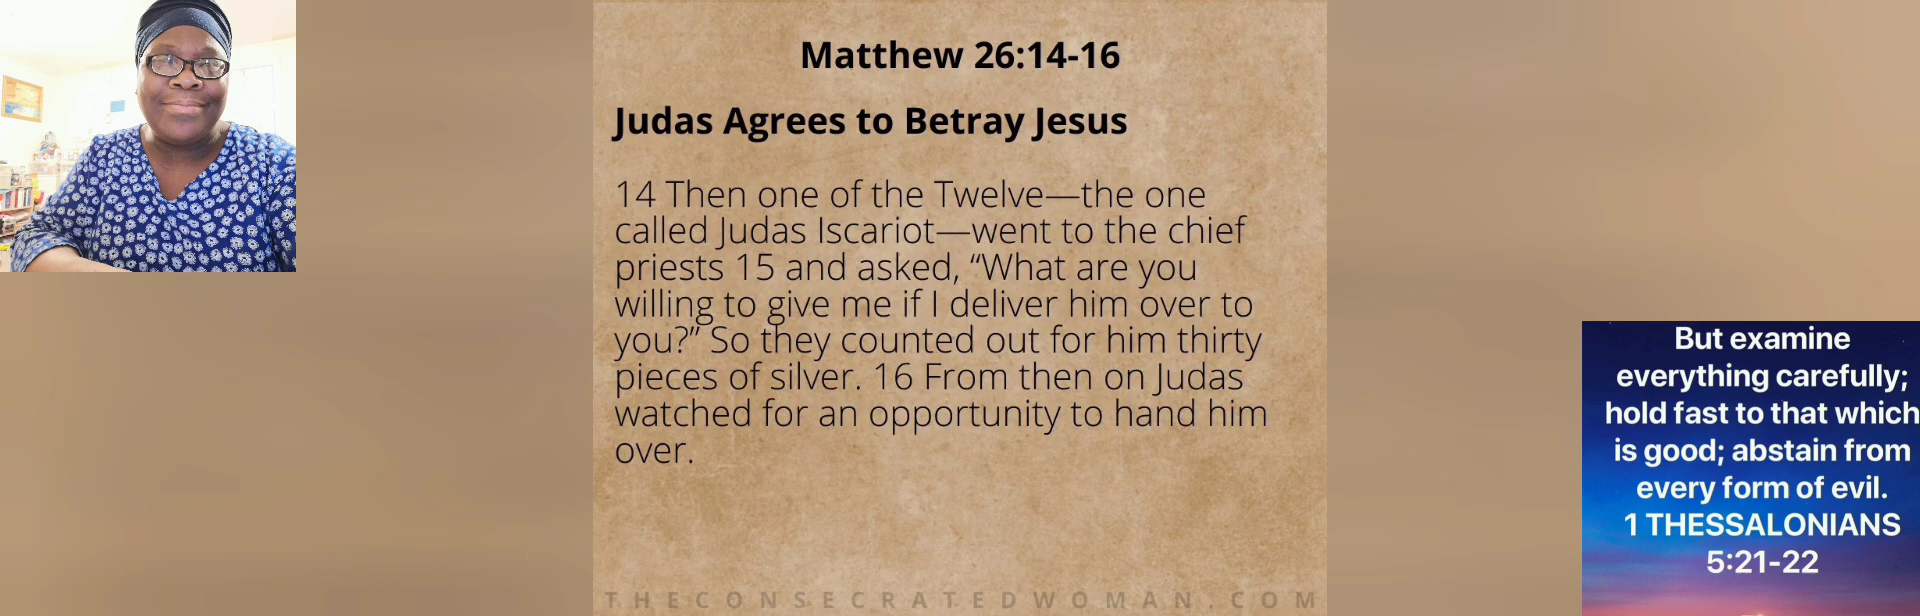 Matthew 26:14-16
Judas Agrees to Betray Jesus
14 Then one of the Twelve—the one
called Judas Iscariot—went to the chief
priests 15 and asked, “What are you
willing to give me if I deliver him over to
you?” So they counted out for him thirty
pieces of silver. 16 From then on Judas
watched for an opportunity to hand him
over.
THECONSECRATEDWOMAN.COM
But examine
everything carefully;
hold fast to that which
is good; abstain from
every form of evil.
1 THESSALONIANS
5:21-22